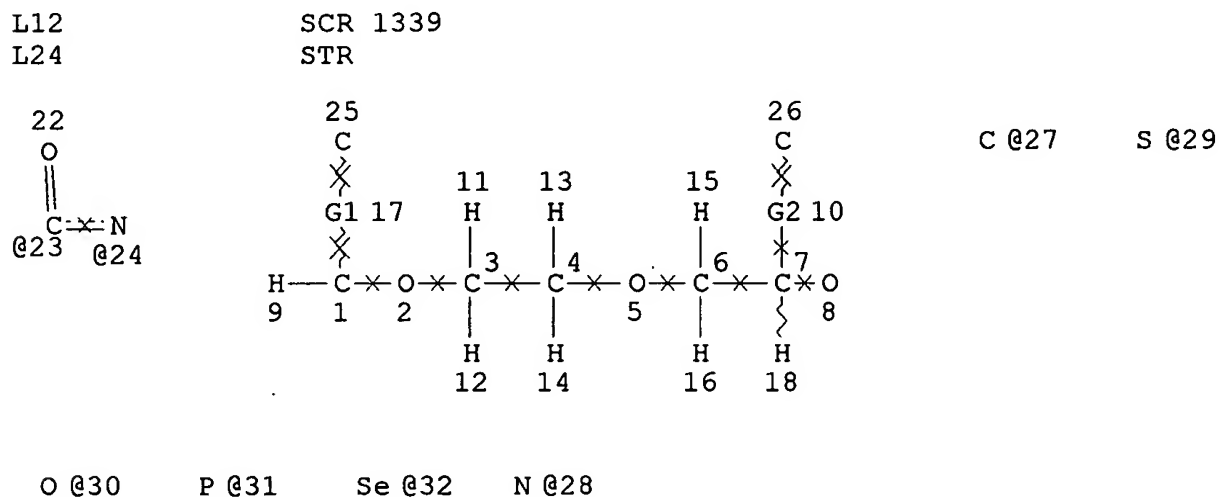 L12 SCR 1339
L24 STR
25 26
22 C C C @27 S @29
O 11 13 15
H H H
G1 17 G2 10
C N
@23 @24 3 4 6 7
H C O C C O C C O
9 1 2 5 8
H H H H
12 14 16 18
O @30 P @31 Se @32 N @28